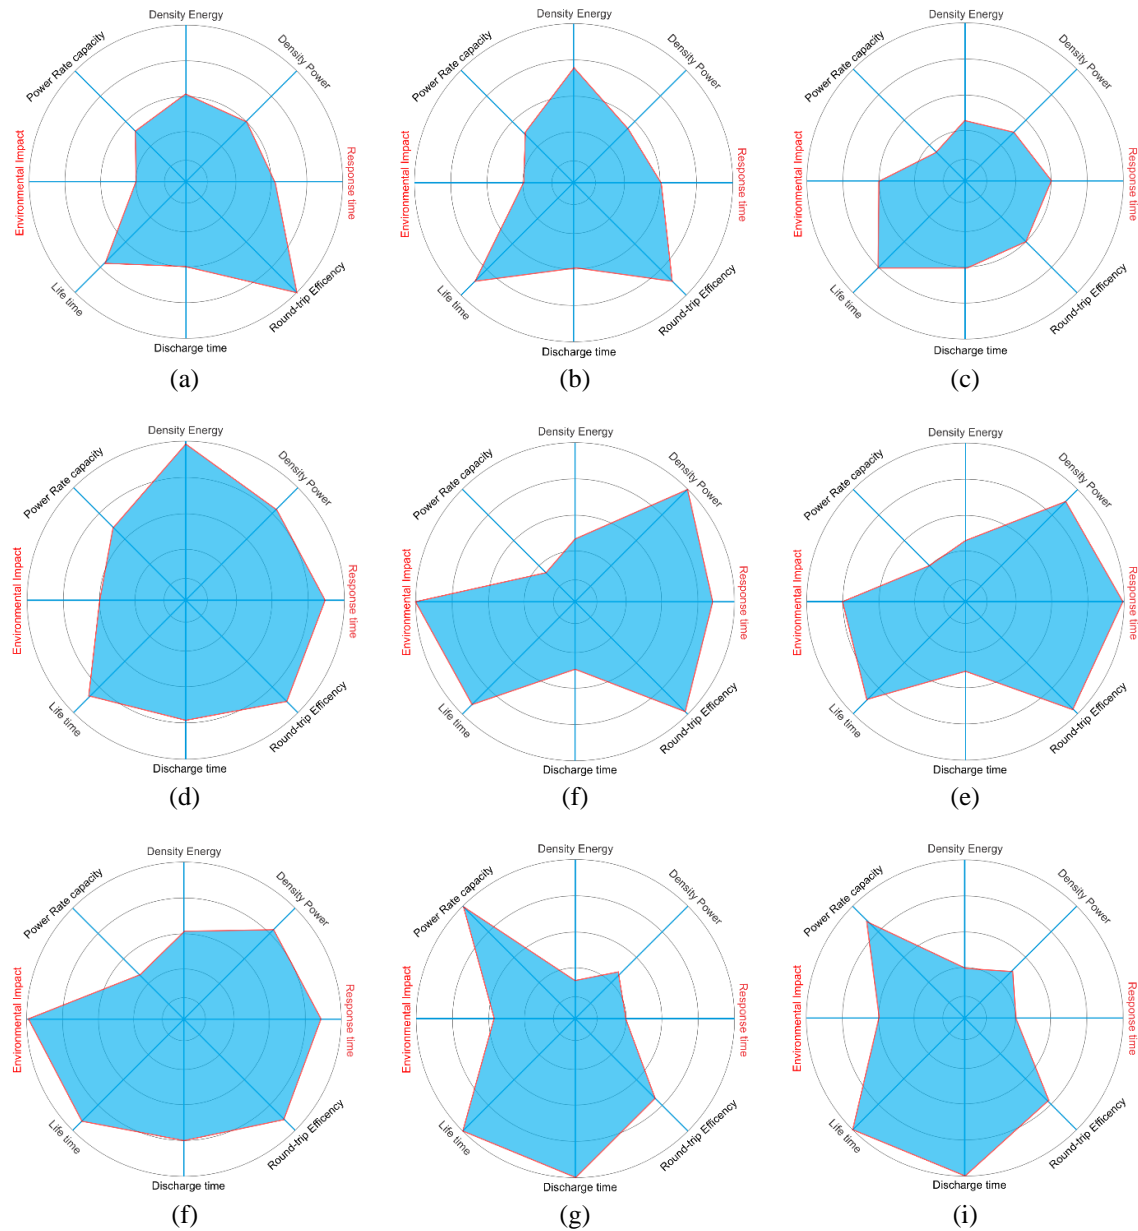 Density Energy
Density Power
Response time
Round-trip Efficency
Discharge time
Life time
Environmental Impact
Power Rate capacity
(a)
Density Energy
Density Power
Response time
Round-trip Efficency
Discharge time
Life time
Environmental Impact
Power Rate capacity
(b)
Density Energy
Density Power
Response time
Round-trip Efficency
Discharge time
Life time
Environmental Impact
Power Rate capacity
(c)
Density Energy
Density Power
Response time
Round-trip Efficency
Discharge time
Life time
Environmental Impact
Power Rate capacity
(d)
Density Energy
Density Power
Response time
Round-trip Efficency
Discharge time
Life time
Environmental Impact
Power Rate capacity
(f)
Density Energy
Density Power
Response time
Round-trip Efficency
Discharge time
Life time
Environmental Impact
Power Rate capacity
(e)
Density Energy
Density Power
Response time
Round-trip Efficency
Discharge time
Life time
Environmental Impact
Power Rate capacity
(f)
Density Energy
Density Power
Response time
Round-trip Efficency
Discharge time
Life time
Environmental Impact
Power Rate capacity
(g)
Density Energy
Density Power
Response time
Round-trip Efficency
Discharge time
Life time
Environmental Impact
Power Rate capacity
(i)